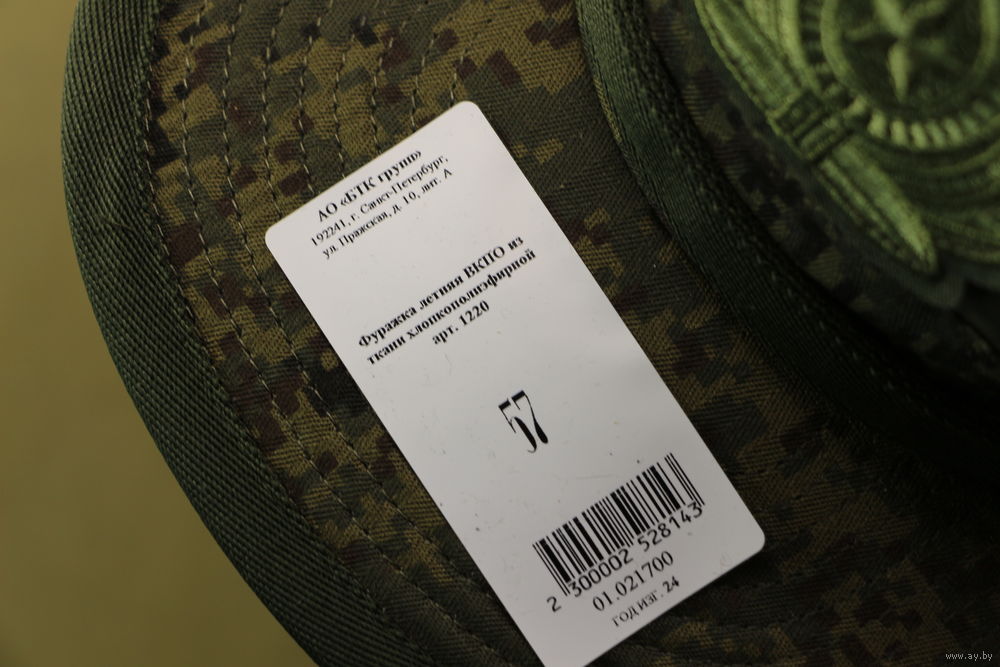 АО «БТК групп»
192241, г. Санкт-Петербург,
ул. Пражская, д. 10, лит. А
Фуражка летняя ВКПО из
ткани хлопкополиэфирной
арт. 1220
57
2 300002 528143
01.021700
ГОД ИЗГ. 24
www.ay.by